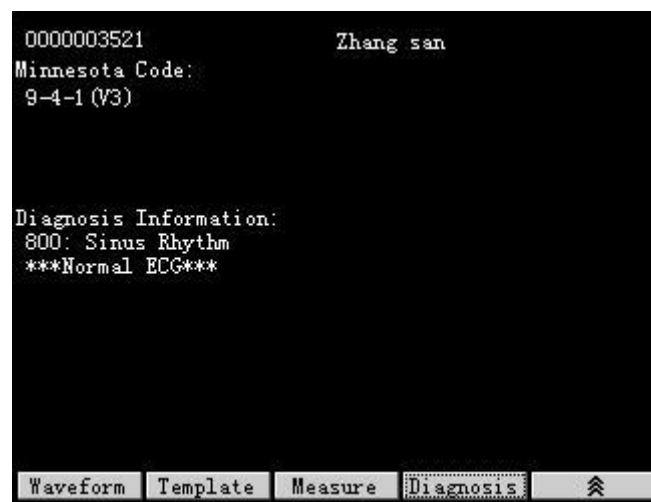 0000003521 Zhang san
Minnesota Code:
9-4-1 (V3)
Diagnosis Information:
800: Sinus Rhythm
***Normal ECG***
Waveform Template Measure Diagnosis